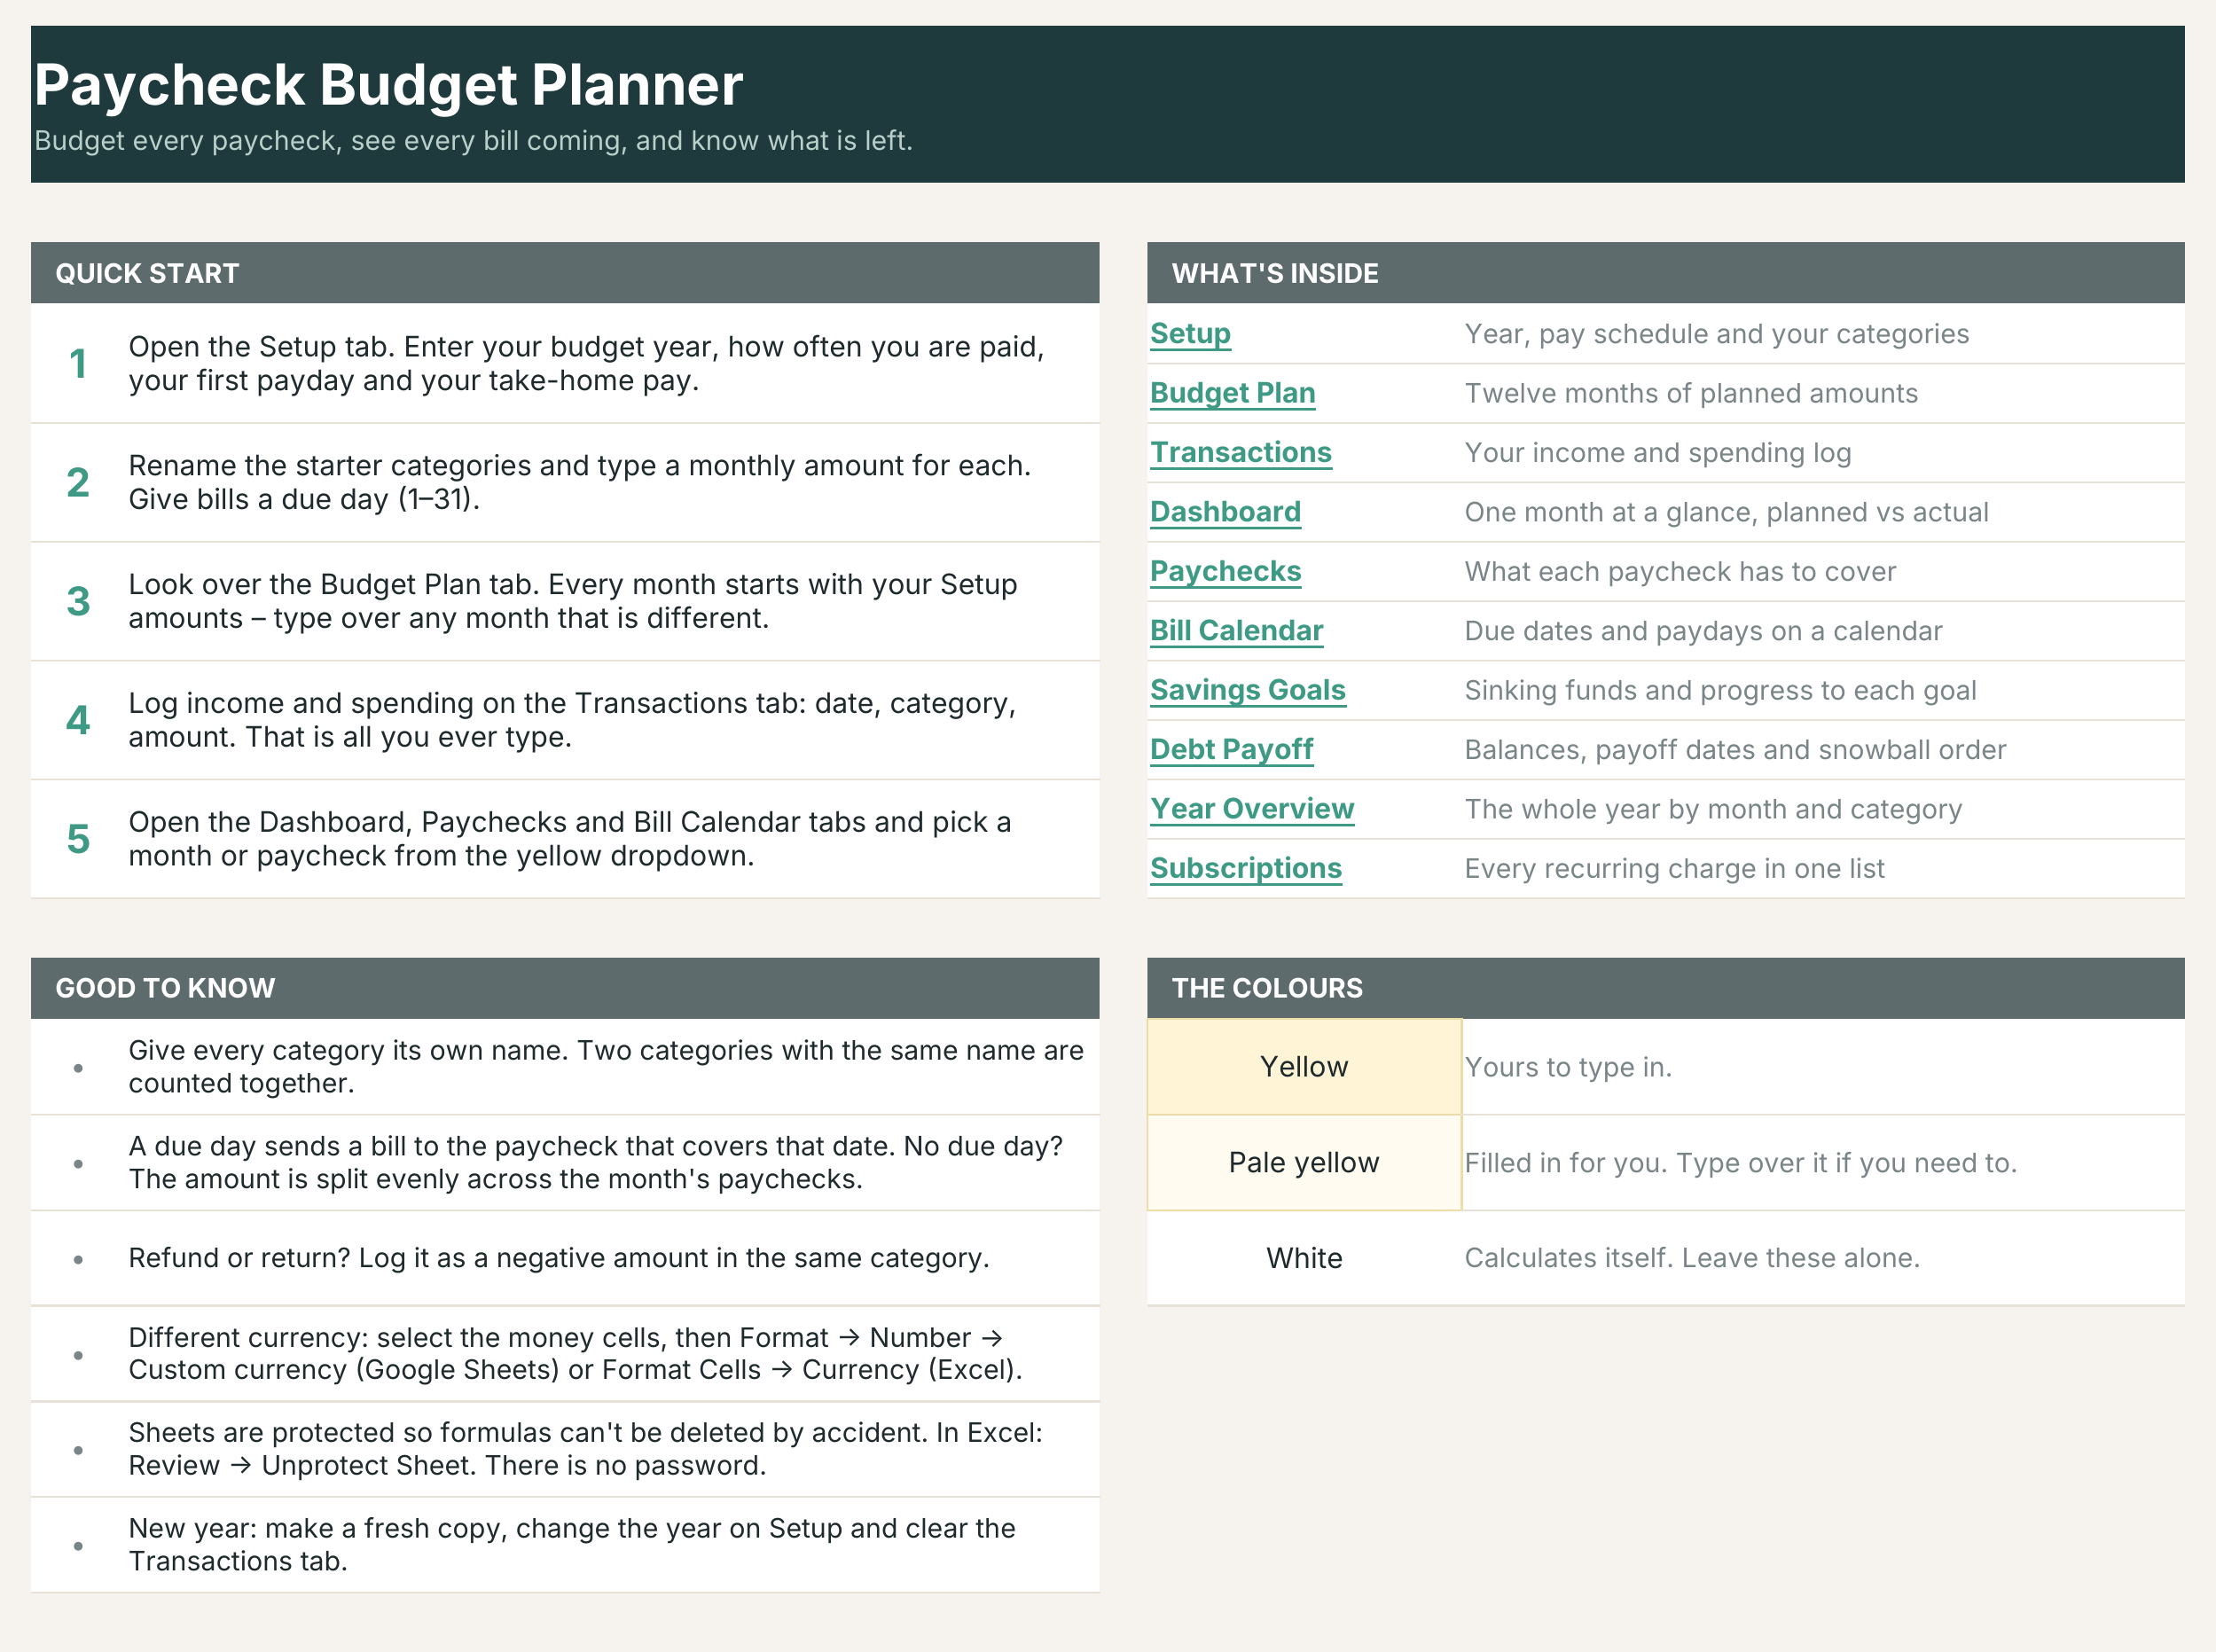 Paycheck Budget Planner
Budget every paycheck, see every bill coming, and know what is left.
QUICK START
1 Open the Setup tab. Enter your budget year, how often you are paid,
your first payday and your take-home pay.
2 Rename the starter categories and type a monthly amount for each.
Give bills a due day (1–31).
3 Look over the Budget Plan tab. Every month starts with your Setup
amounts – type over any month that is different.
4 Log income and spending on the Transactions tab: date, category,
amount. That is all you ever type.
5 Open the Dashboard, Paychecks and Bill Calendar tabs and pick a
month or paycheck from the yellow dropdown.
WHAT'S INSIDE
Setup Year, pay schedule and your categories
Budget Plan Twelve months of planned amounts
Transactions Your income and spending log
Dashboard One month at a glance, planned vs actual
Paychecks What each paycheck has to cover
Bill Calendar Due dates and paydays on a calendar
Savings Goals Sinking funds and progress to each goal
Debt Payoff Balances, payoff dates and snowball order
Year Overview The whole year by month and category
Subscriptions Every recurring charge in one list
GOOD TO KNOW
• Give every category its own name. Two categories with the same name are
counted together.
• A due day sends a bill to the paycheck that covers that date. No due day?
The amount is split evenly across the month's paychecks.
• Refund or return? Log it as a negative amount in the same category.
• Different currency: select the money cells, then Format → Number →
Custom currency (Google Sheets) or Format Cells → Currency (Excel).
• Sheets are protected so formulas can't be deleted by accident. In Excel:
Review → Unprotect Sheet. There is no password.
• New year: make a fresh copy, change the year on Setup and clear the
Transactions tab.
THE COLOURS
Yellow Yours to type in.
Pale yellow Filled in for you. Type over it if you need to.
White Calculates itself. Leave these alone.